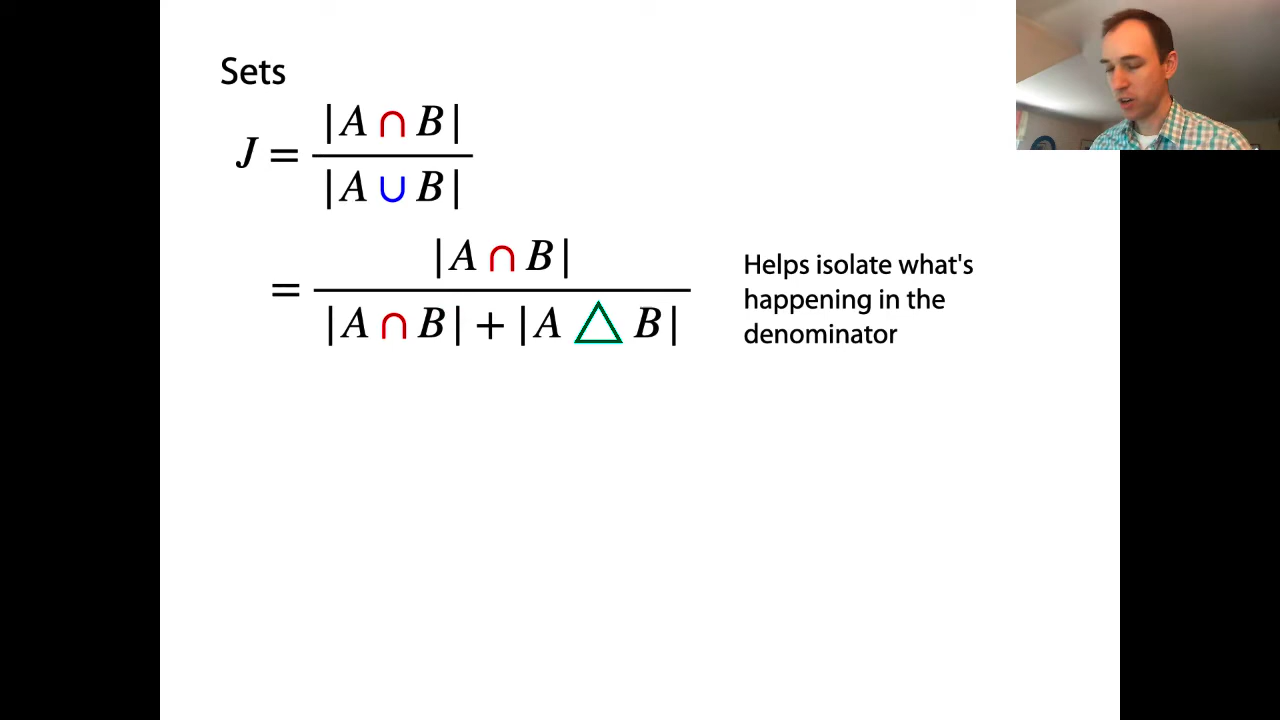 Sets
J = |A ∩ B| / |A ∪ B|
= |A ∩ B| / |A ∩ B| + |A △ B|
Helps isolate what's
happening in the
denominator